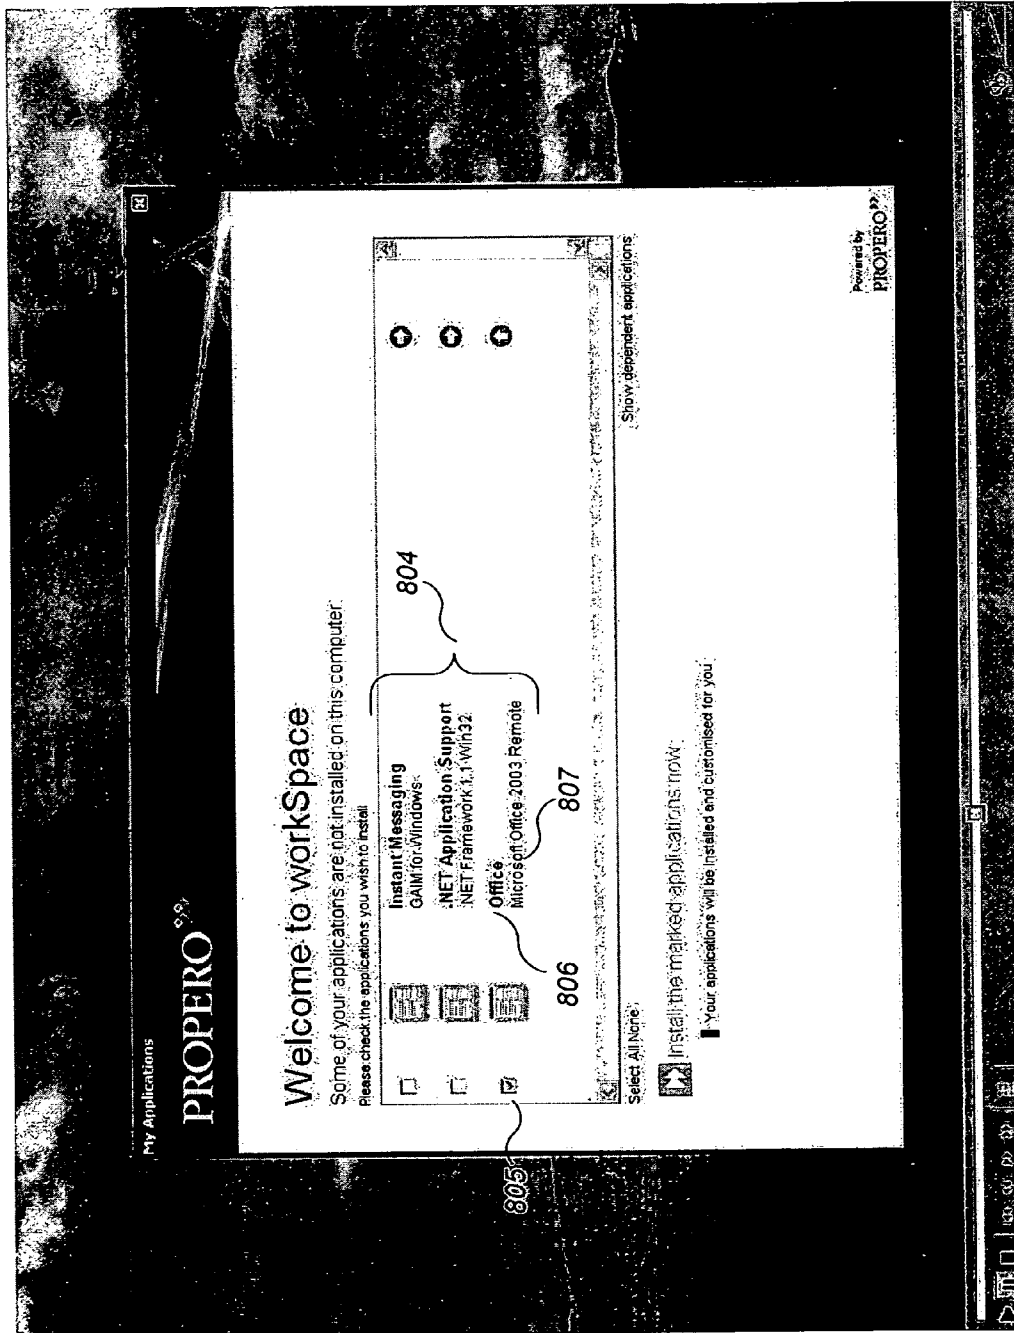 My Applications
PROPERO
Welcome to workSpace
Some of your applications are not installed on this computer.
Please check the applications you wish to install
Instant Messaging
GAIM for Windows
.NET Application Support
.NET Framework 1.1 Win32
Office
Microsoft Office 2003 Remote
804
805
806
807
Select All None
Show dependent applications
Install the marked applications now
Your applications will be installed and customised for you
Powered by
PROPERO